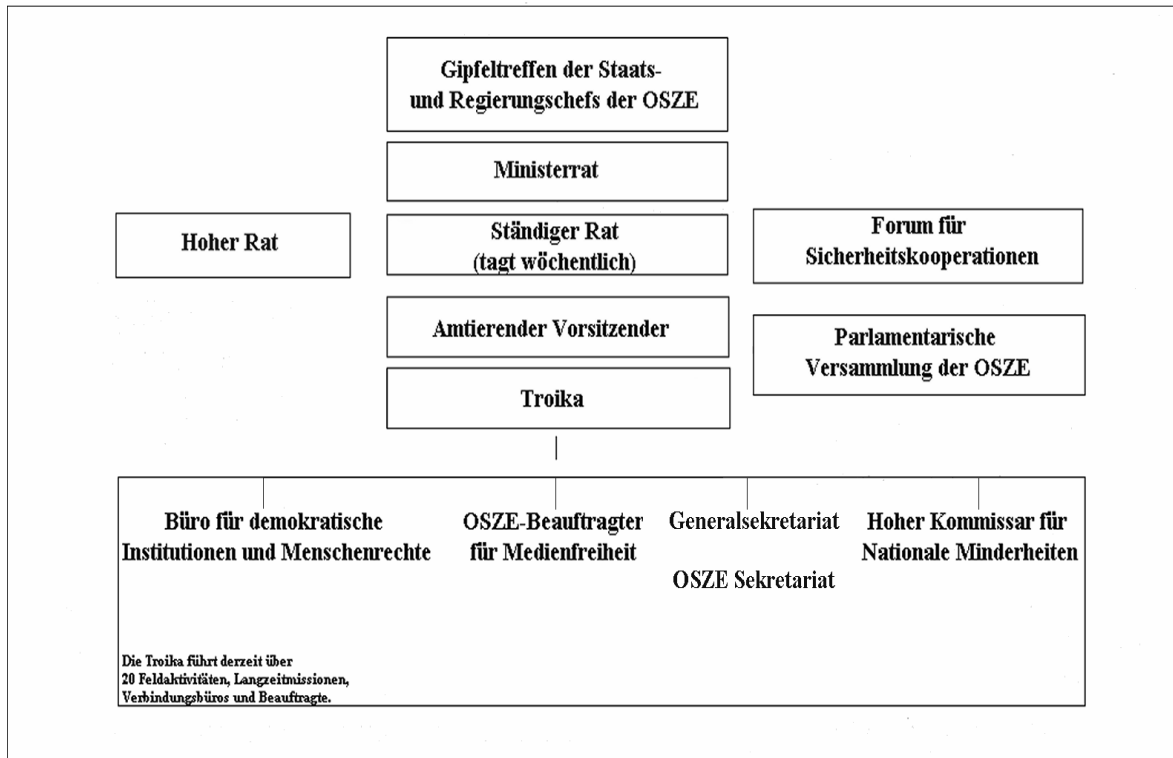 Gipfeltreffen der Staats-
und Regierungschefs der OSZE
Ministerrat
Hoher Rat
Ständiger Rat
(tagt wöchentlich)
Forum für
Sicherheitskooperationen
Amtierender Vorsitzender
Parlamentarische
Versammlung der OSZE
Troika
Büro für demokratische
Institutionen und Menschenrechte
OSZE-Beauftragter
für Medienfreiheit
Generalsekretariat
OSZE Sekretariat
Hoher Kommissar für
Nationale Minderheiten
Die Troika führt derzeit über
20 Feldaktivitäten, Langzeitmissionen,
Verbindungsbüros und Beauftragte.